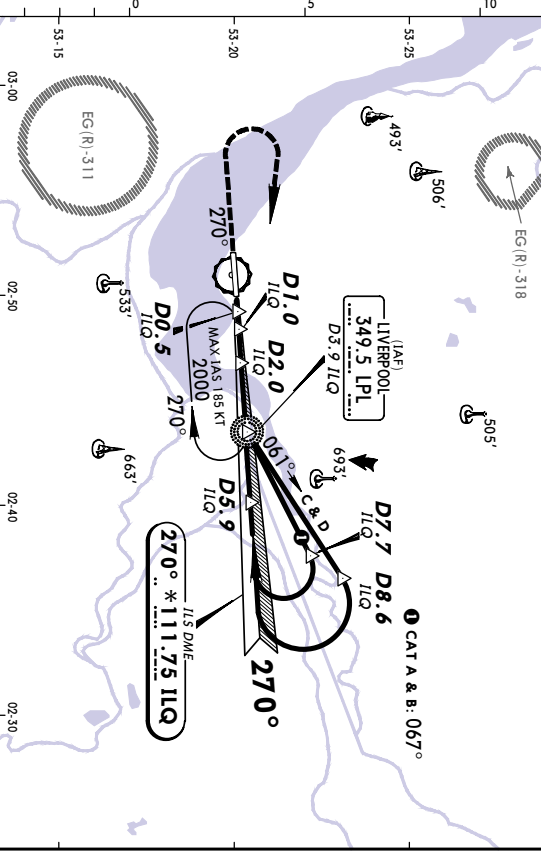 0
5
10
53-15
53-20
53-25
03-00
02-50
02-40
02-30
EG(R)-311
EG(R)-318
493'
506'
533'
505'
663'
693'
270°
D1.0
ILQ
D0.5
ILQ
D2.0
ILQ
MAX IAS 185 KT
2000
270°
(IAF)
LIVERPOOL
349.5 LPL
D3.9 ILQ
061°
C & D
D5.9
ILQ
D7.7
ILQ
D8.6
ILQ
1
1 CAT A & B: 067°
ILS DME
270° *111.75 ILQ
270°